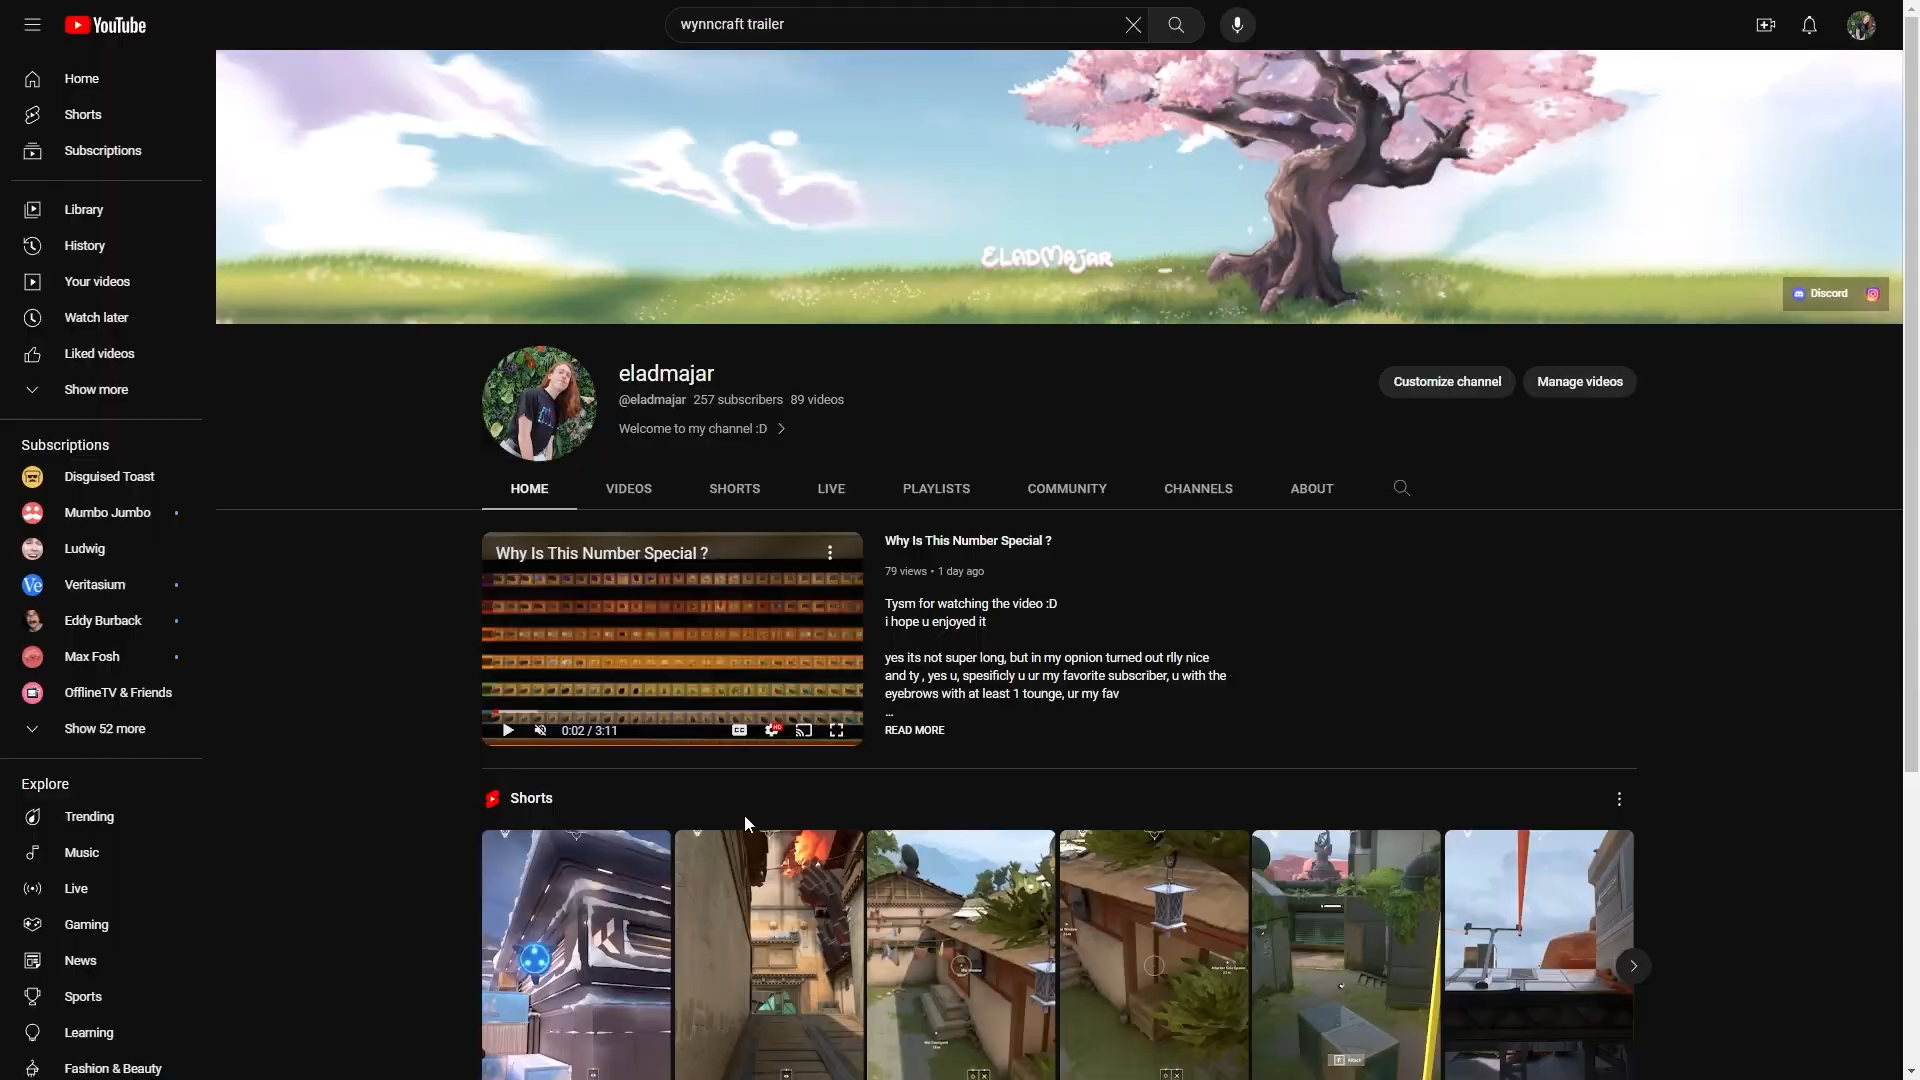 YouTube
wynncraft trailer
Home
Shorts
Subscriptions
Library
History
Your videos
Watch later
Liked videos
Show more
Subscriptions
Disguised Toast
Mumbo Jumbo
Ludwig
Veritasium
Eddy Burback
Max Fosh
OfflineTV & Friends
Show 52 more
Explore
Trending
Music
Live
Gaming
News
Sports
Learning
Fashion & Beauty
ELADMAJAR
Discord
eladmajar
@eladmajar 257 subscribers 89 videos
Welcome to my channel :D
Customize channel
Manage videos
HOME
VIDEOS
SHORTS
LIVE
PLAYLISTS
COMMUNITY
CHANNELS
ABOUT
Why Is This Number Special ?
CC
HD
0:02 / 3:11
Why Is This Number Special ?
79 views • 1 day ago
Tysm for watching the video :D
i hope u enjoyed it
yes its not super long, but in my opnion turned out rlly nice
and ty , yes u, spesificly u ur my favorite subscriber, u with the
eyebrows with at least 1 tounge, ur my fav
...
READ MORE
Shorts